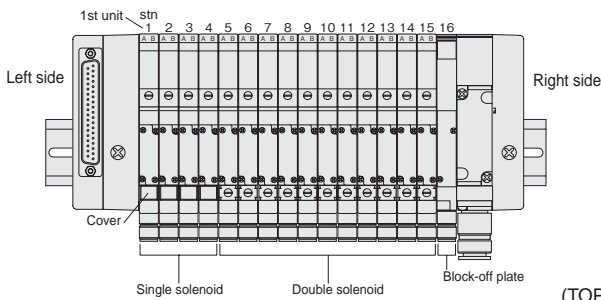 1st unit stn
1 2 3 4 5 6 7 8 9 10 11 12 13 14 15 16
A B A B A B A B A B A B A B A B A B A B A B A B A B A B A B
Left side
Right side
Cover
Single solenoid
Double solenoid
Block-off plate
(TOP